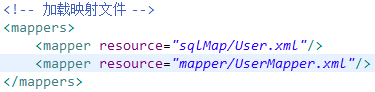 <!-- 加载映射文件 -->
<mappers>
<mapper resource="sqlMap/User.xml"/>
<mapper resource="mapper/UserMapper.xml"/>
</mappers>